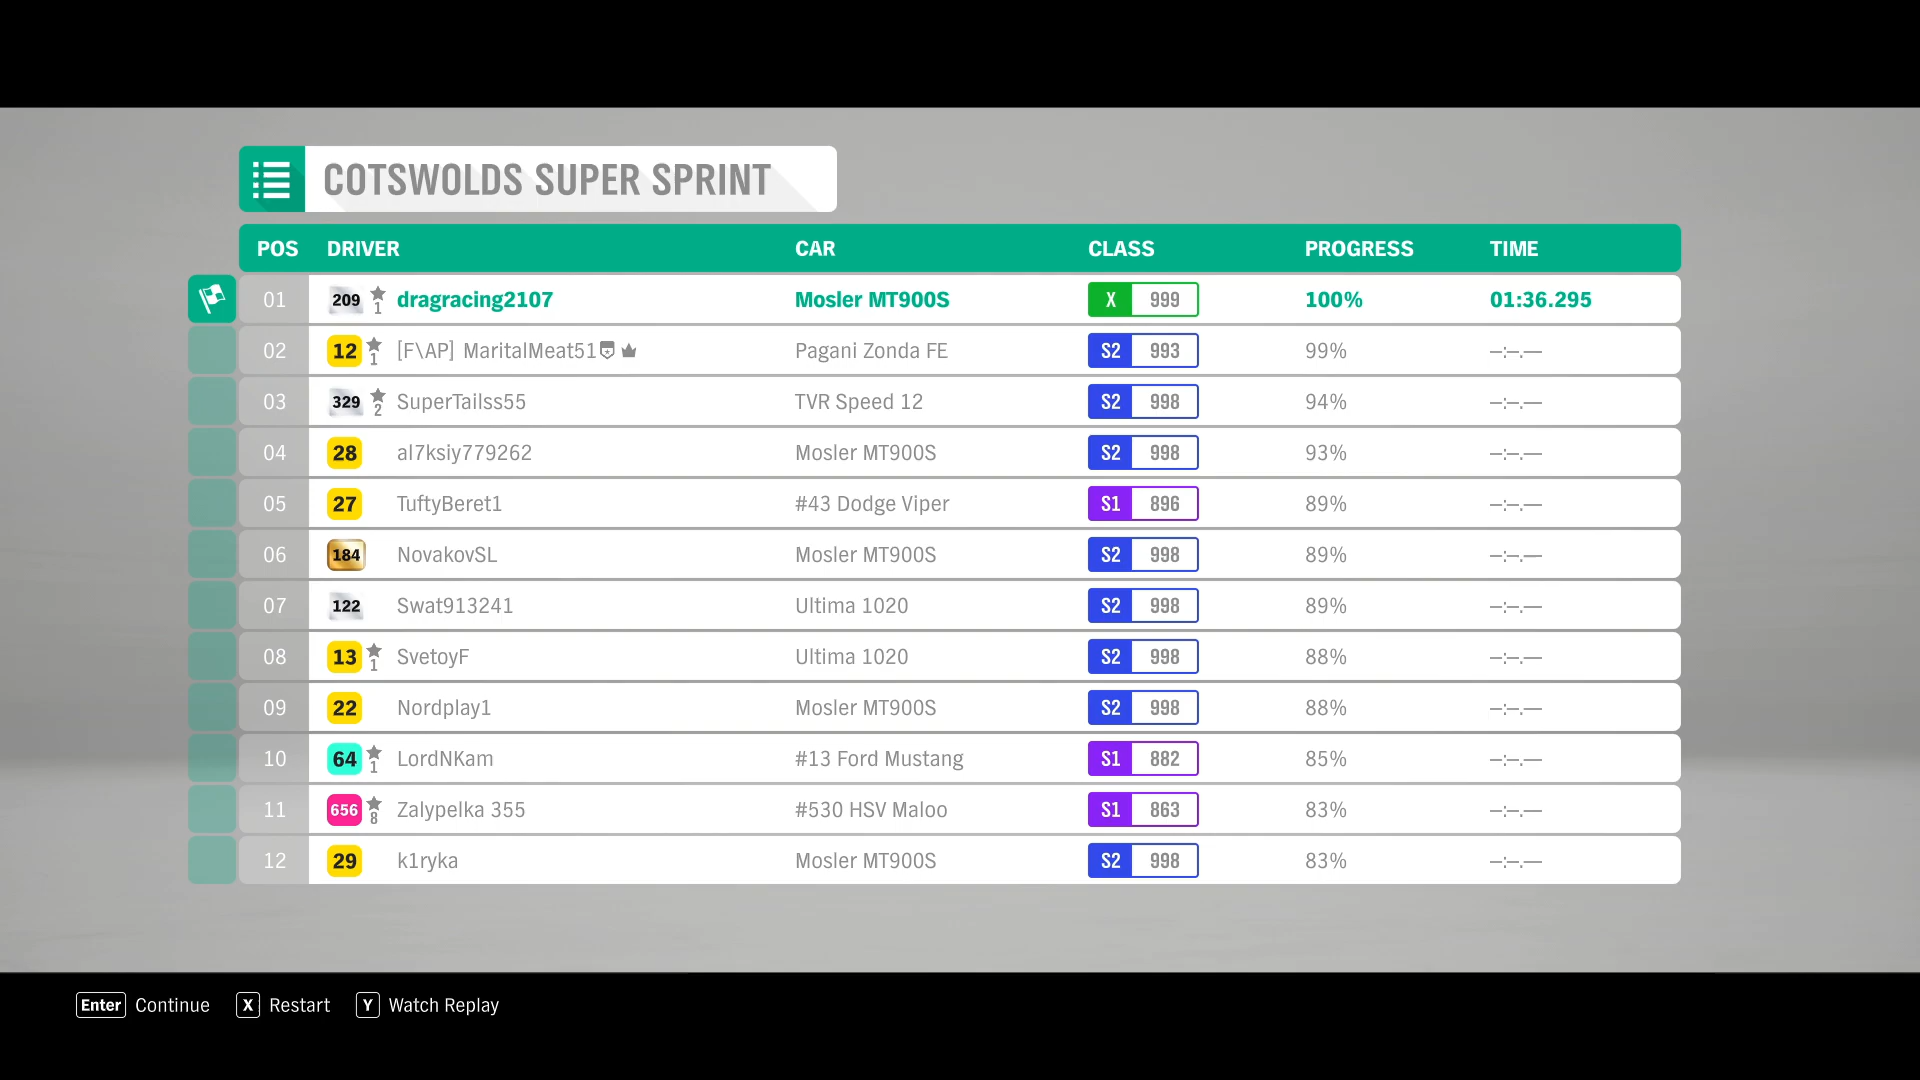 COTSWOLDS SUPER SPRINT
POS DRIVER CAR CLASS PROGRESS TIME
01 209 1 dragracing2107 Mosler MT900S X 999 100% 01:36.295
02 12 1 [F\AP] MaritalMeat51 Pagani Zonda FE S2 993 99% –:–.––
03 329 2 SuperTailss55 TVR Speed 12 S2 998 94% –:–.––
04 28 al7ksiy779262 Mosler MT900S S2 998 93% –:–.––
05 27 TuftyBeret1 #43 Dodge Viper S1 896 89% –:–.––
06 184 NovakovSL Mosler MT900S S2 998 89% –:–.––
07 122 Swat913241 Ultima 1020 S2 998 89% –:–.––
08 13 1 SvetoyF Ultima 1020 S2 998 88% –:–.––
09 22 Nordplay1 Mosler MT900S S2 998 88% –:–.––
10 64 1 LordNKam #13 Ford Mustang S1 882 85% –:–.––
11 656 8 Zalypelka 355 #530 HSV Maloo S1 863 83% –:–.––
12 29 k1ryka Mosler MT900S S2 998 83% –:–.––
Enter Continue X Restart Y Watch Replay